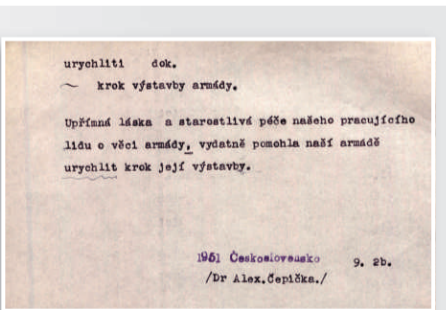 urychliti dok.
krok výstavby armády.
Upřímná láska a starostlivá péče našeho pracujícího
lidu o věci armády, vydatně pomohla naší armádě
urychlit krok její výstavby.
1951 Československo 9. 2b.
/Dr Alex.Čepička./